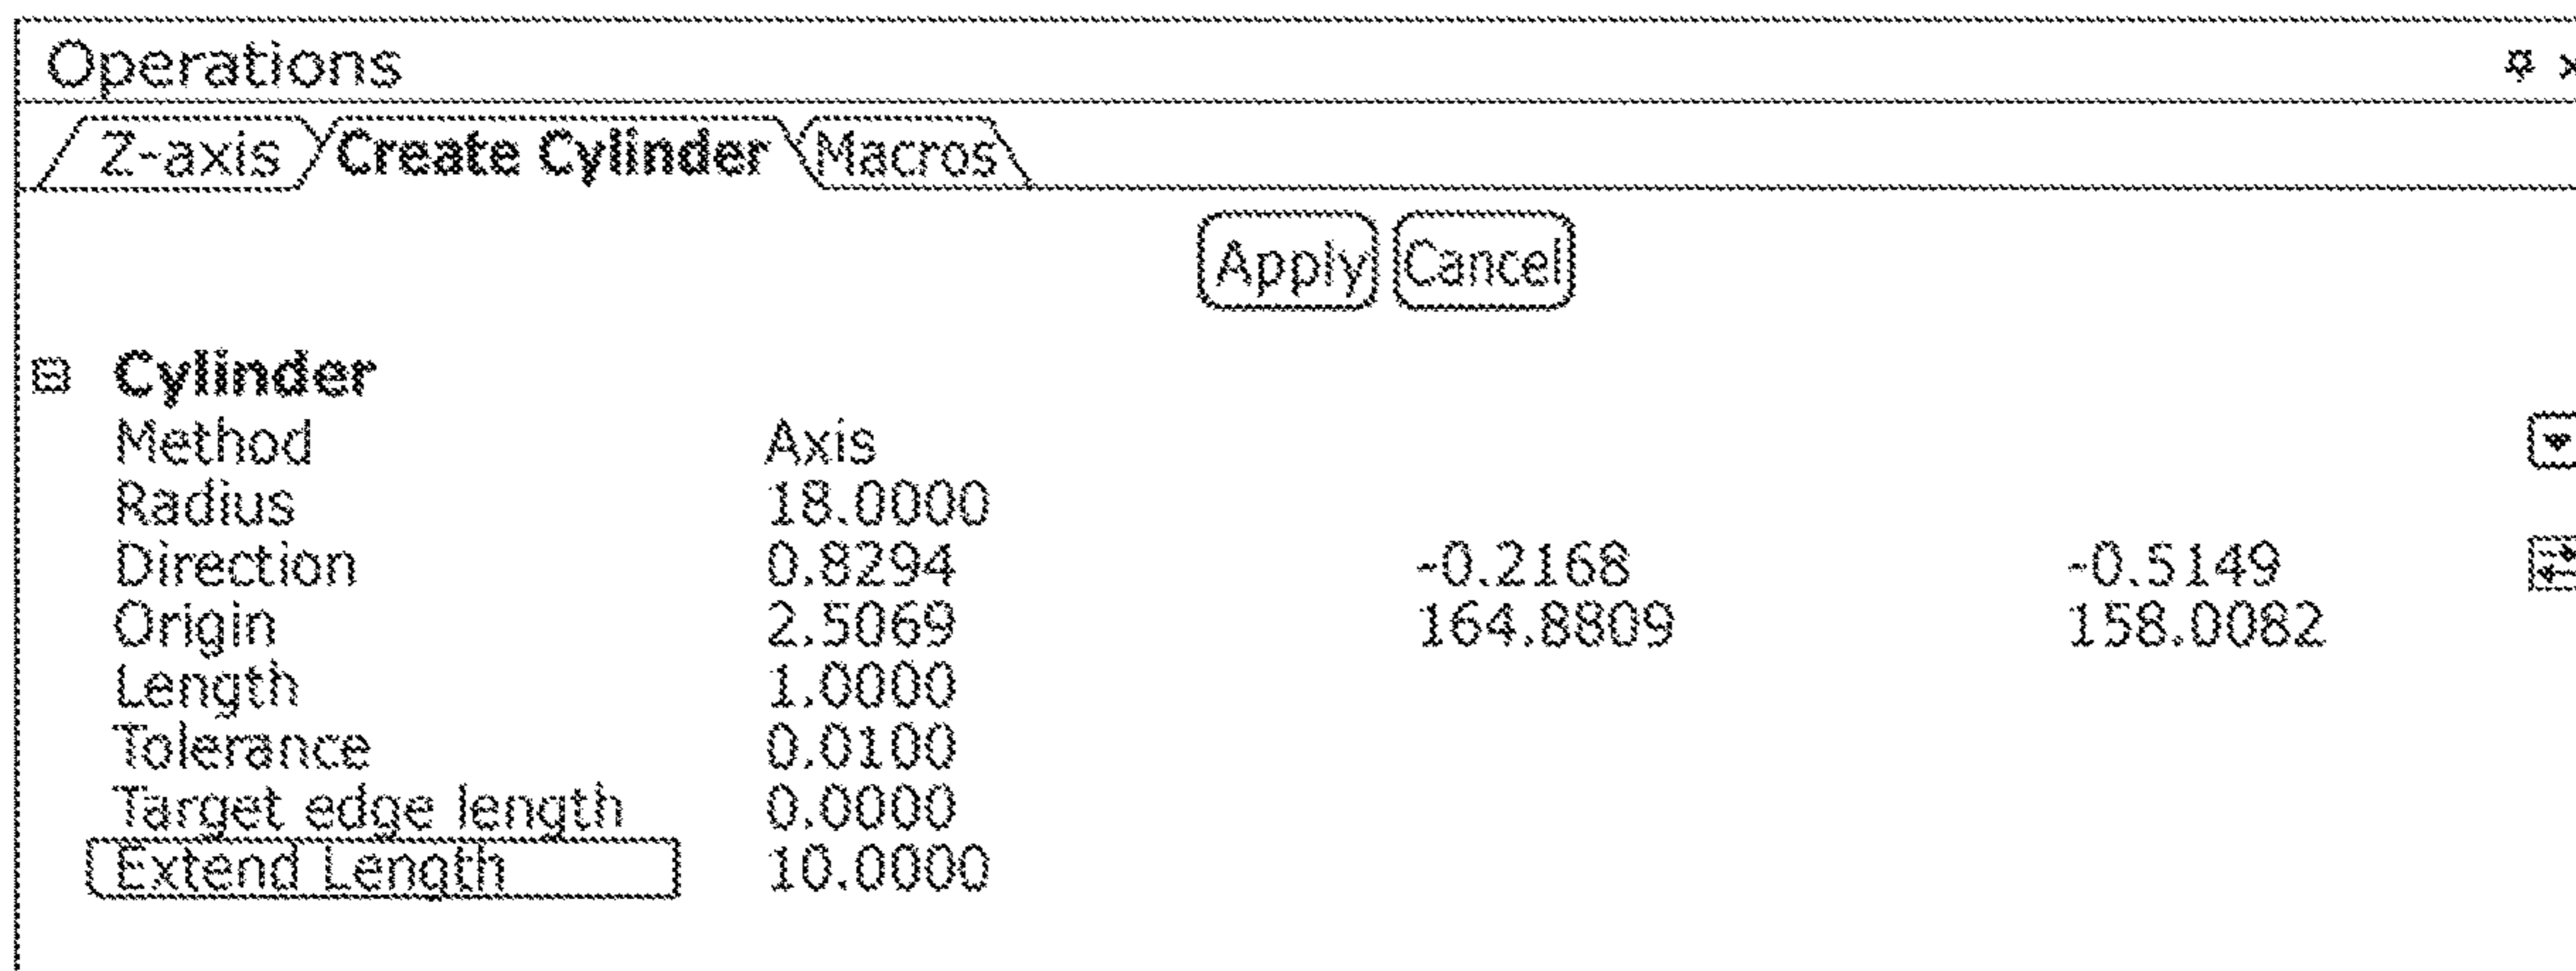 Operations
Z-axis Create Cylinder Macros
Apply Cancel
Cylinder
Method Axis
Radius 18.0000
Direction 0.8294 -0.2168 -0.5149
Origin 2.5069 164.8809 158.0082
Length 1.0000
Tolerance 0.0100
Target edge length 0.0000
Extend Length 10.0000